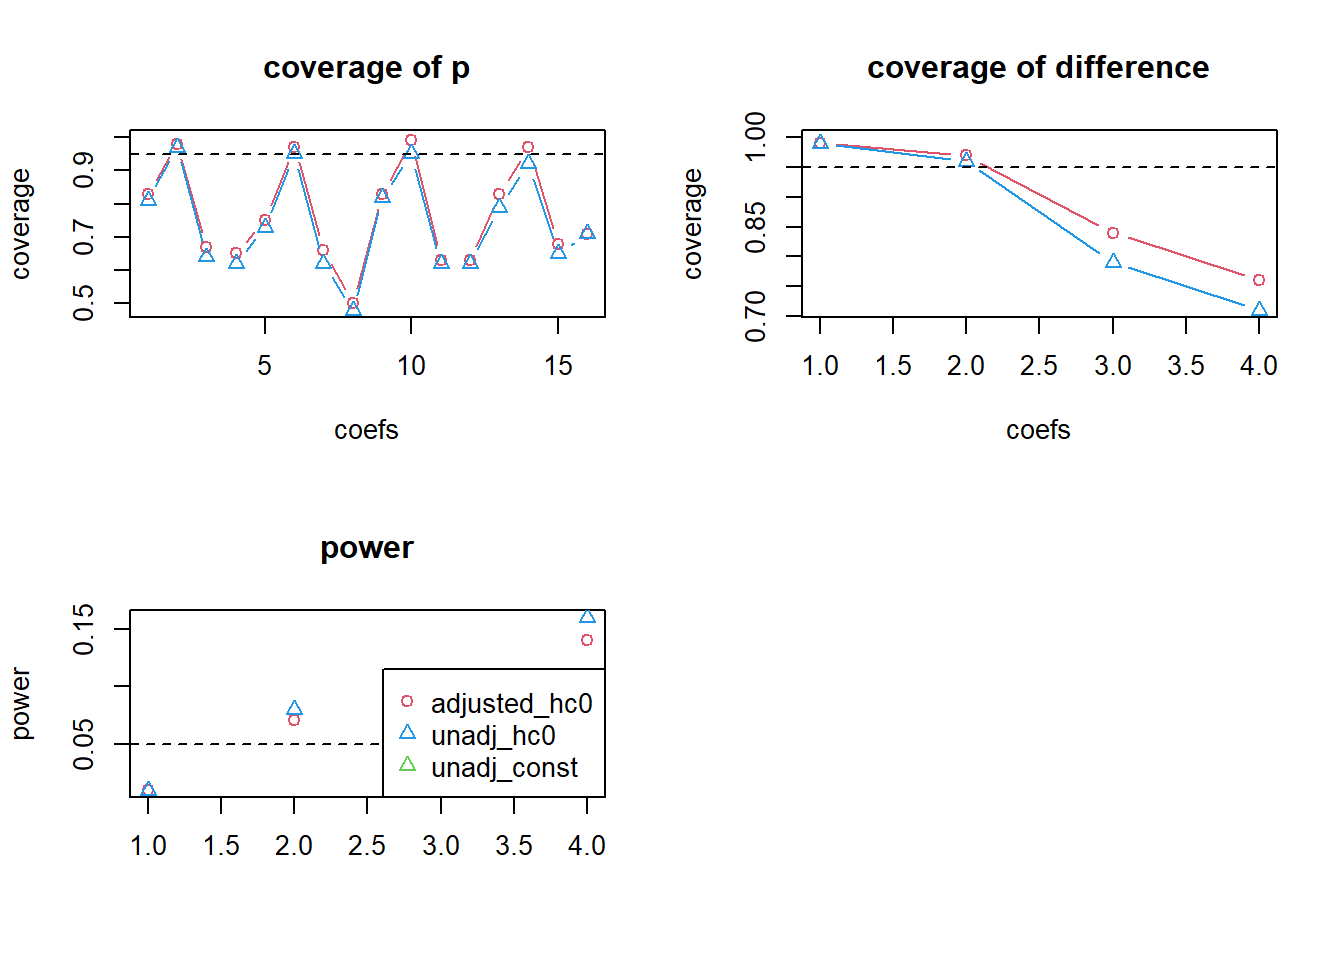 coverage of p
coverage
0.5 0.7 0.9
5 10 15
coefs
coverage of difference
coverage
0.70 0.85 1.00
1.0 1.5 2.0 2.5 3.0 3.5 4.0
coefs
power
power
0.05 0.15
adjusted_hc0
unadj_hc0
unadj_const
1.0 1.5 2.0 2.5 3.0 3.5 4.0